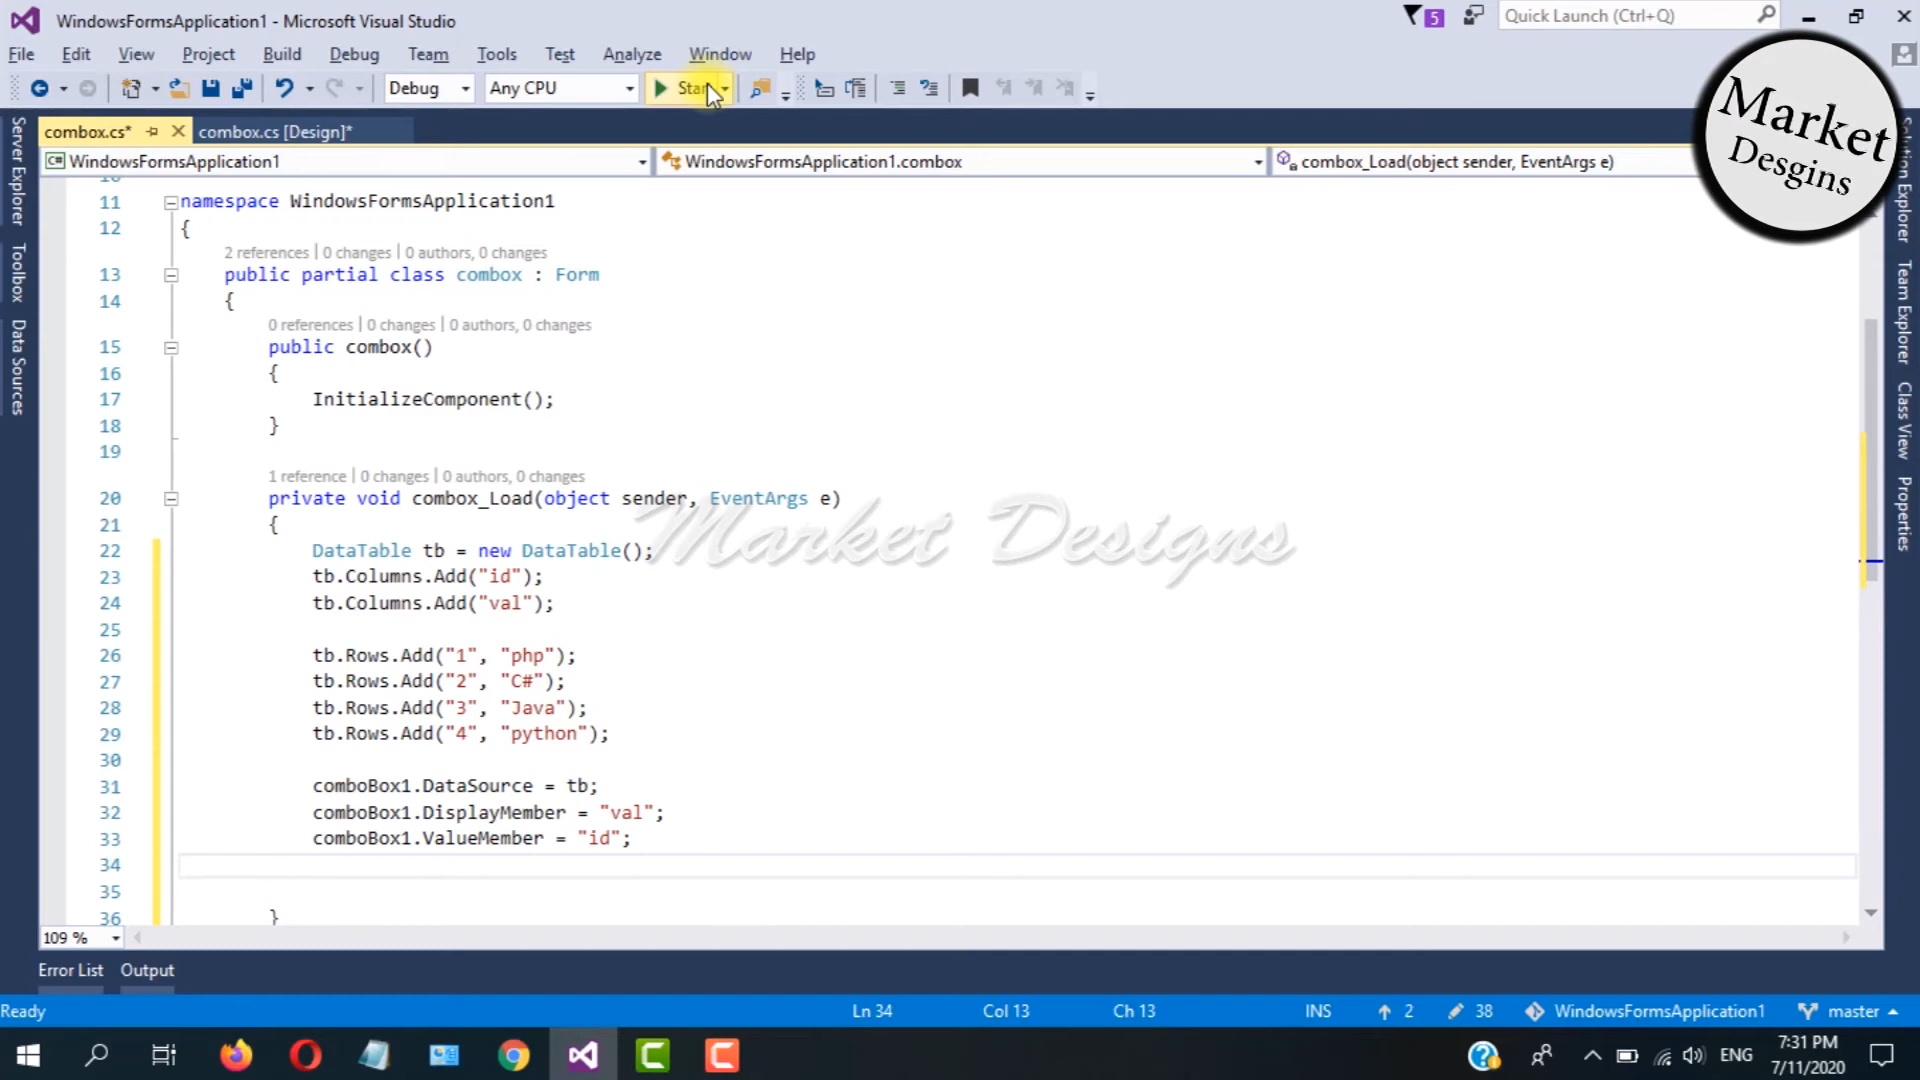 WindowsFormsApplication1 - Microsoft Visual Studio
5
Quick Launch (Ctrl+Q)
File Edit View Project Build Debug Team Tools Test Analyze Window Help
Debug Any CPU
Market
Desgins
combox.cs* combox.cs [Design]*
C# WindowsFormsApplication1 WindowsFormsApplication1.combox combox_Load(object sender, EventArgs e)
Server Explorer
Toolbox
Data Sources
Solution Explorer
Team Explorer
Class View
Properties
11 namespace WindowsFormsApplication1
12 {
2 references | 0 changes | 0 authors, 0 changes
13 public partial class combox : Form
14 {
0 references | 0 changes | 0 authors, 0 changes
15 public combox()
16 {
17 InitializeComponent();
18 }
19
1 reference | 0 changes | 0 authors, 0 changes
20 private void combox_Load(object sender, EventArgs e)
21 {
Market Designs
22 DataTable tb = new DataTable();
23 tb.Columns.Add("id");
24 tb.Columns.Add("val");
25
26 tb.Rows.Add("1", "php");
27 tb.Rows.Add("2", "C#");
28 tb.Rows.Add("3", "Java");
29 tb.Rows.Add("4", "python");
30
31 comboBox1.DataSource = tb;
32 comboBox1.DisplayMember = "val";
33 comboBox1.ValueMember = "id";
34
35
36 }
109 %
Error List Output
Ready Ln 34 Col 13 Ch 13 INS 2 38 WindowsFormsApplication1 master
ENG
7:31 PM
7/11/2020